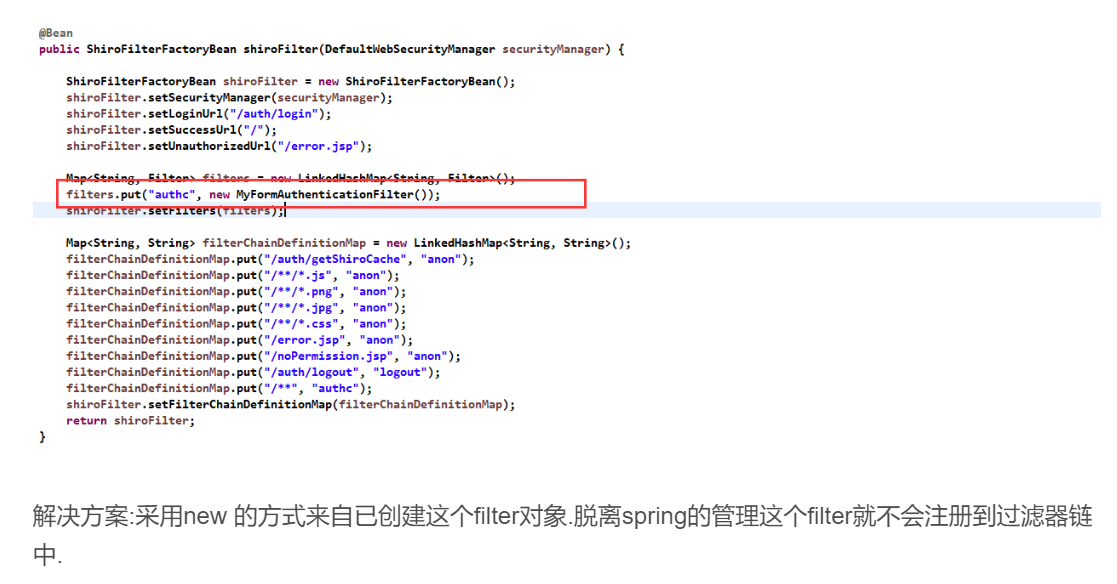 @Bean
public ShiroFilterFactoryBean shiroFilter(DefaultWebSecurityManager securityManager) {
ShiroFilterFactoryBean shiroFilter = new ShiroFilterFactoryBean();
shiroFilter.setSecurityManager(securityManager);
shiroFilter.setLoginUrl("/auth/login");
shiroFilter.setSuccessUrl("/");
shiroFilter.setUnauthorizedUrl("/error.jsp");
Map<String, Filter> filters = new LinkedHashMap<String, Filter>();
filters.put("authc", new MyFormAuthenticationFilter());
shiroFilter.setFilters(filters);
Map<String, String> filterChainDefinitionMap = new LinkedHashMap<String, String>();
filterChainDefinitionMap.put("/auth/getShiroCache", "anon");
filterChainDefinitionMap.put("/**/*.js", "anon");
filterChainDefinitionMap.put("/**/*.png", "anon");
filterChainDefinitionMap.put("/**/*.jpg", "anon");
filterChainDefinitionMap.put("/**/*.css", "anon");
filterChainDefinitionMap.put("/error.jsp", "anon");
filterChainDefinitionMap.put("/noPermission.jsp", "anon");
filterChainDefinitionMap.put("/auth/logout", "logout");
filterChainDefinitionMap.put("/**", "authc");
shiroFilter.setFilterChainDefinitionMap(filterChainDefinitionMap);
return shiroFilter;
}
解决方案:采用new 的方式来自已创建这个filter对象.脱离spring的管理这个filter就不会注册到过滤器链
中.